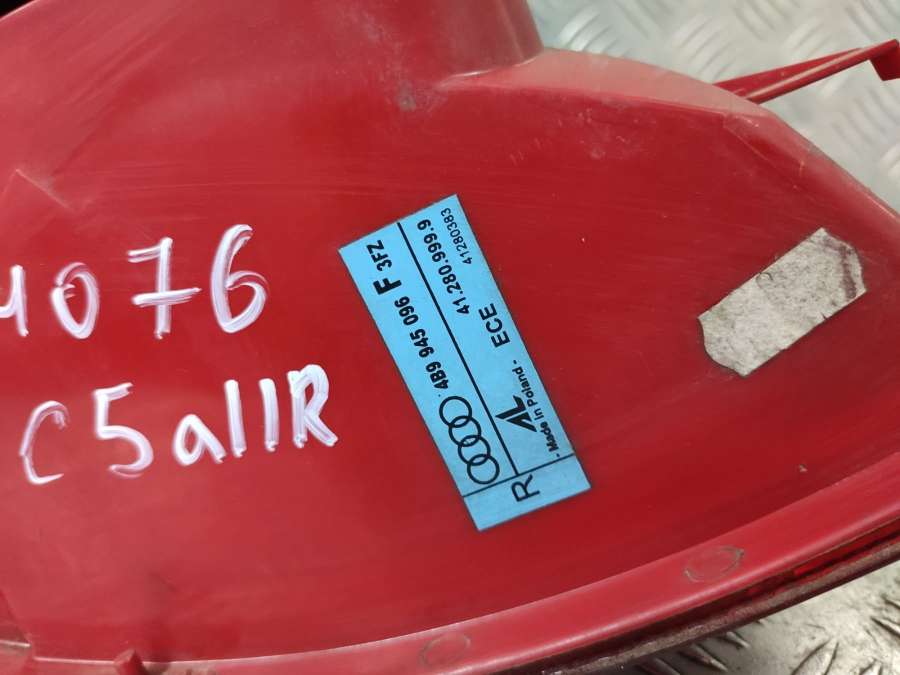 4076
C5allR
4B9 945 096 F 3FZ
AL ECE 41.280.999.9
Made in Poland - 41280383
R